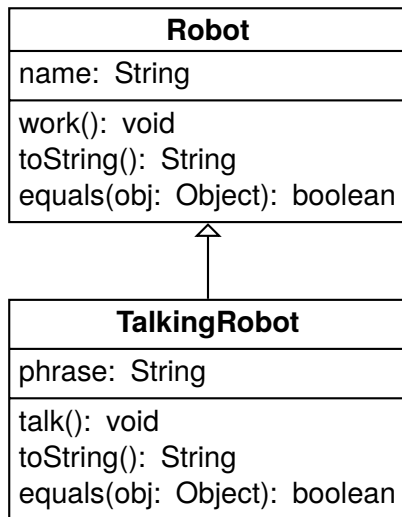 Robot
name: String
work(): void
toString(): String
equals(obj: Object): boolean
TalkingRobot
phrase: String
talk(): void
toString(): String
equals(obj: Object): boolean